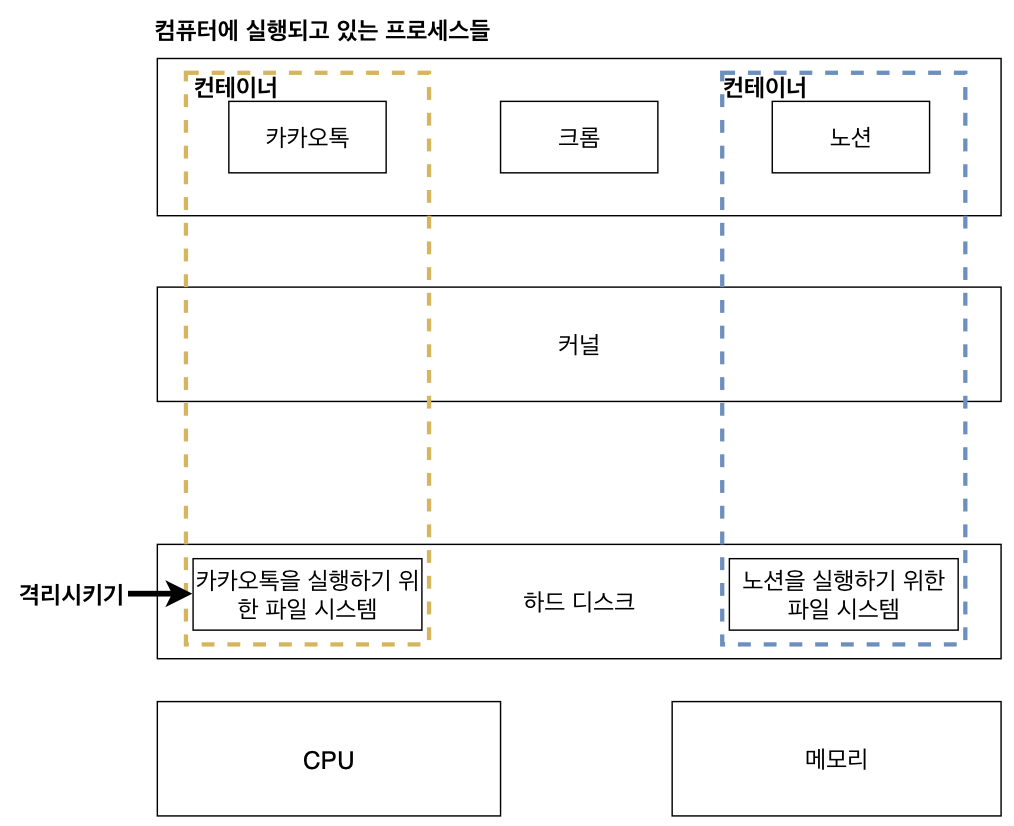 컴퓨터에 실행되고 있는 프로세스들
컨테이너
컨테이너
카카오톡
크롬
노션
커널
격리시키기
카카오톡을 실행하기 위
한 파일 시스템
하드 디스크
노션을 실행하기 위한
파일 시스템
CPU
메모리